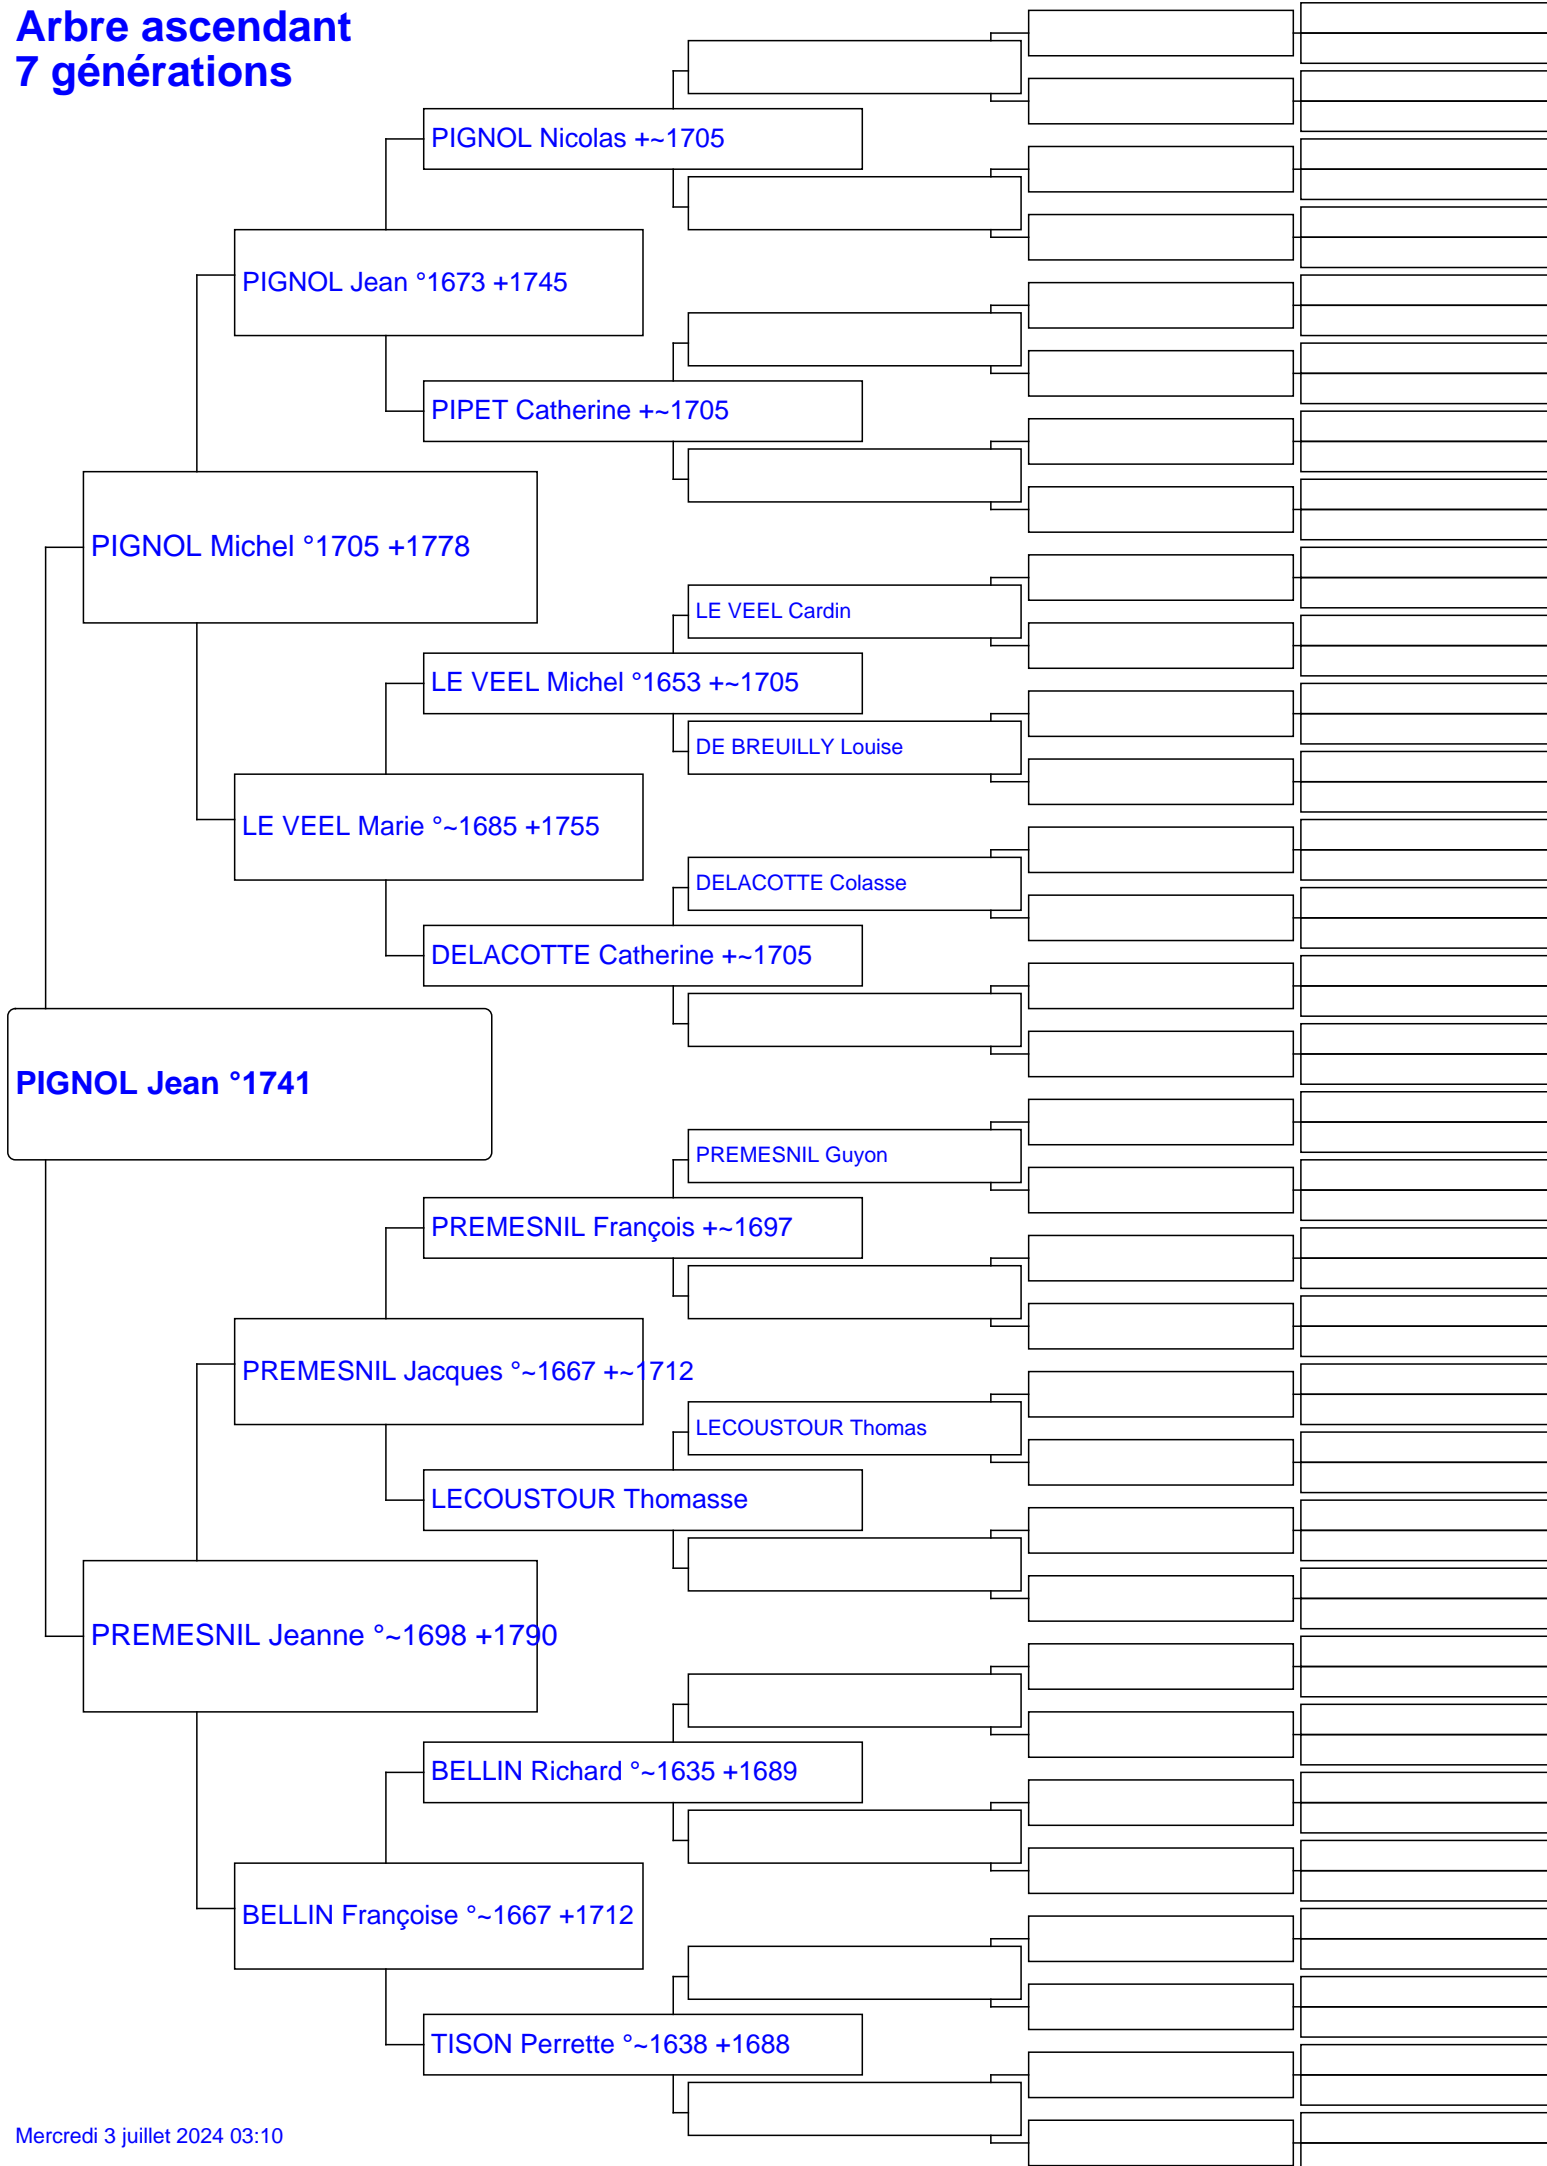 Arbre ascendant
7 générations
PIGNOL Nicolas +~1705
PIGNOL Jean °1673 +1745
PIPET Catherine +~1705
PIGNOL Michel °1705 +1778
LE VEEL Cardin
LE VEEL Michel °1653 +~1705
DE BREUILLY Louise
LE VEEL Marie °~1685 +1755
DELACOTTE Colasse
DELACOTTE Catherine +~1705
PIGNOL Jean °1741
PREMESNIL Guyon
PREMESNIL François +~1697
PREMESNIL Jacques °~1667 +~1712
LECOUSTOUR Thomas
LECOUSTOUR Thomasse
PREMESNIL Jeanne °~1698 +1790
BELLIN Richard °~1635 +1689
BELLIN Françoise °~1667 +1712
TISON Perrette °~1638 +1688
Mercredi 3 juillet 2024 03:10